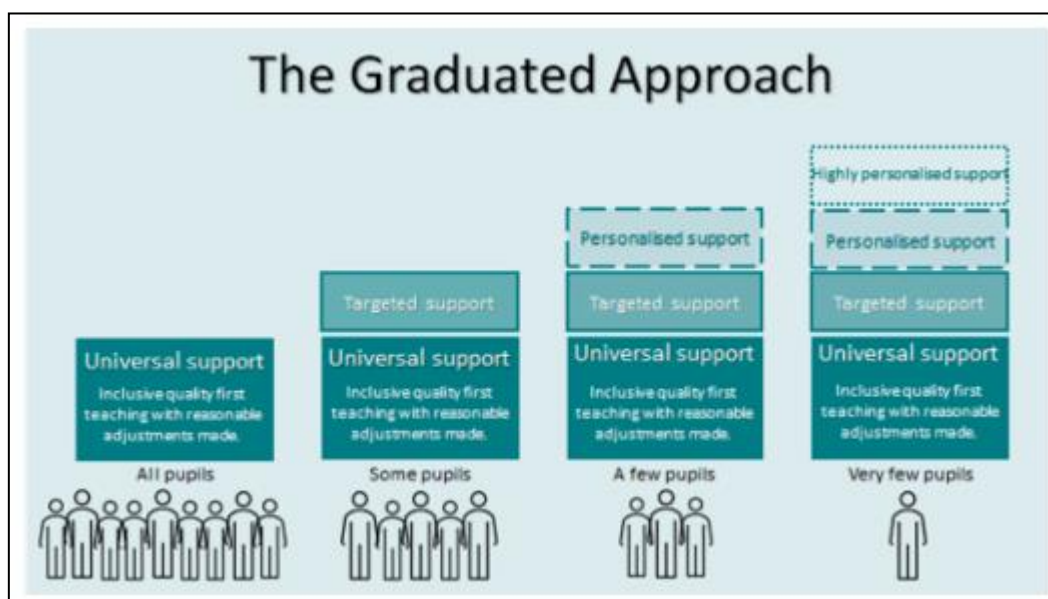 The Graduated Approach
Universal support
Inclusive quality first
teaching with reasonable
adjustments made.
All pupils
Targeted support
Universal support
Inclusive quality first
teaching with reasonable
adjustments made.
Some pupils
Personalised support
Targeted support
Universal support
Inclusive quality first
teaching with reasonable
adjustments made.
A few pupils
Highly personalised support
Personalised support
Targeted support
Universal support
Inclusive quality first
teaching with reasonable
adjustments made.
Very few pupils